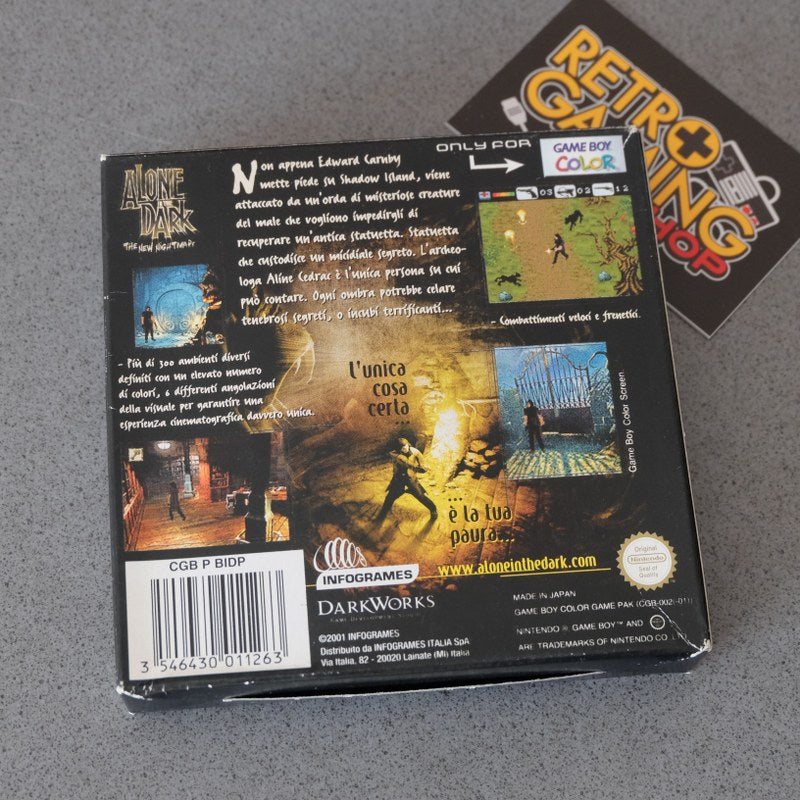 RETRO
GAMING
SHOP
ONLY FOR
GAME BOY
COLOR
ALONE
IN THE
DARK
THE NEW NIGHTMARE
Non appena Edward Carnby
mette piede su Shadow Island, viene
attaccato da un'orda di misteriose creature
del male che vogliono impedirgli di
recuperare un'antica statuetta. Statuetta
che custodisce un micidiale segreto. L'archeo-
loga Aline Cedrac è l'unica persona su cui
può contare. Ogni ombra potrebbe celare
tenebrosi segreti, o incubi terrificanti...
03 02 12
- Combattimenti veloci e frenetici.
- Più di 300 ambienti diversi
definiti con un elevato numero
di colori, 6 differenti angolazioni
della visuale per garantire una
esperienza cinematografica davvero unica.
L'unica
cosa
certa
...
...
è la tua
paura...
Game Boy Color Screen.
CGB P BIDP
3 546430 011263
INFOGRAMES
www.aloneinthedark.com
DARKWORKS
GAME DEVELOPMENT STUDIO
©2001 INFOGRAMES
Distribuito da INFOGRAMES ITALIA SpA
Via Italia, 82 - 20020 Lainate (Mi) Italia
Original
Nintendo
Seal of
Quality
MADE IN JAPAN
GAME BOY COLOR GAME PAK (CGB-002(-01)
NINTENDO ® GAME BOY™ AND
ARE TRADEMARKS OF NINTENDO CO., LTD.